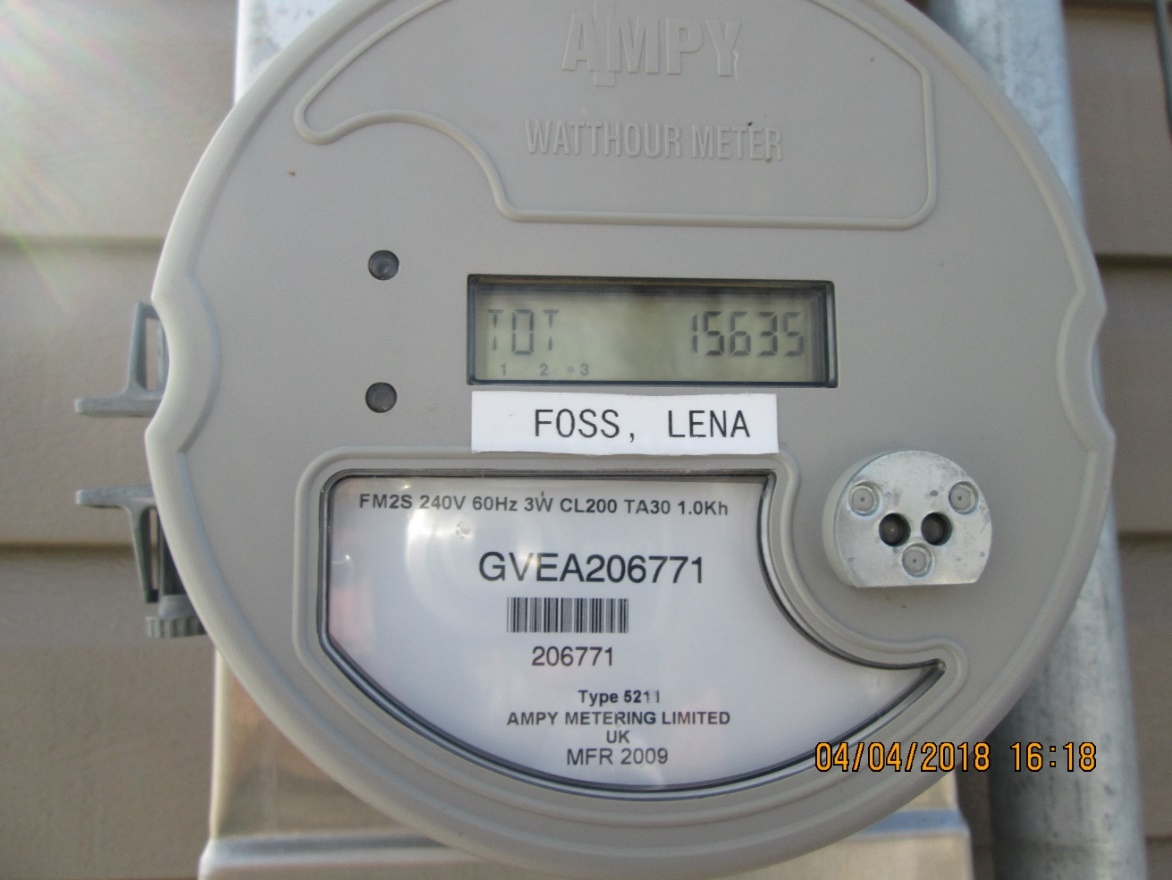 AMPY
WATTHOUR METER
TOT 15635
1 2 3
FOSS, LENA
FM2S 240V 60Hz 3W CL200 TA30 1.0Kh
GVEA206771
206771
Type 5211
AMPY METERING LIMITED
UK
MFR 2009
04/04/2018 16:18